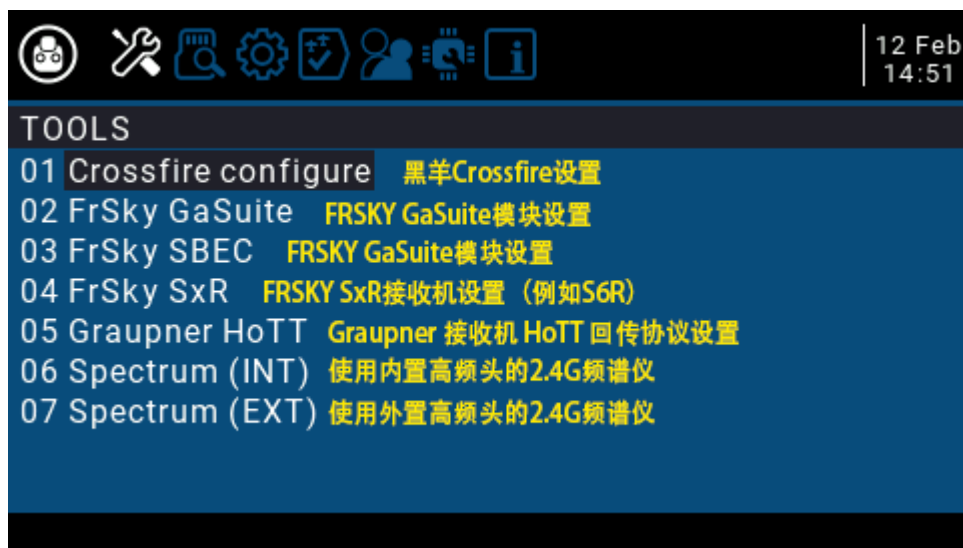 12 Feb
14:51
TOOLS
01 Crossfire configure 黑羊Crossfire设置
02 FrSky GaSuite FRSKY GaSuite模块设置
03 FrSky SBEC FRSKY GaSuite模块设置
04 FrSky SxR FRSKY SxR接收机设置（例如S6R）
05 Graupner HoTT Graupner 接收机 HoTT 回传协议设置
06 Spectrum (INT) 使用内置高频头的2.4G频谱仪
07 Spectrum (EXT) 使用外置高频头的2.4G频谱仪